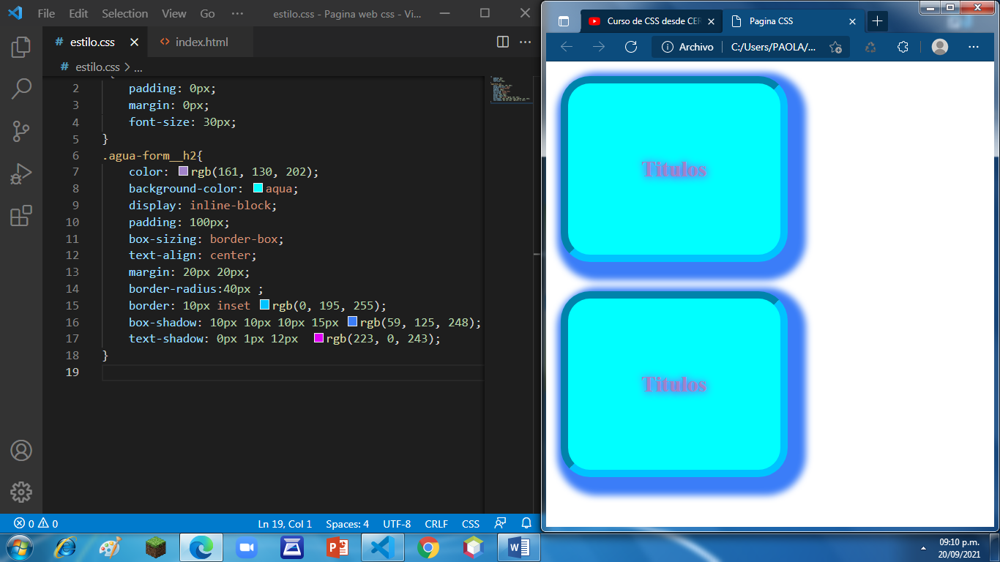 File Edit Selection View Go ··· estilo.css - Pagina web css - Vi...
estilo.css index.html
estilo.css > ...
2 padding: 0px;
3 margin: 0px;
4 font-size: 30px;
5 }
6 .agua-form__h2{
7 color: rgb(161, 130, 202);
8 background-color: aqua;
9 display: inline-block;
10 padding: 100px;
11 box-sizing: border-box;
12 text-align: center;
13 margin: 20px 20px;
14 border-radius:40px ;
15 border: 10px inset rgb(0, 195, 255);
16 box-shadow: 10px 10px 10px 15px rgb(59, 125, 248);
17 text-shadow: 0px 1px 12px rgb(223, 0, 243);
18 }
19
0 0 Ln 19, Col 1 Spaces: 4 UTF-8 CRLF CSS
Curso de CSS desde CER Pagina CSS
Archivo C:/Users/PAOLA/...
Titulos
Titulos
09:10 p.m.
20/09/2021